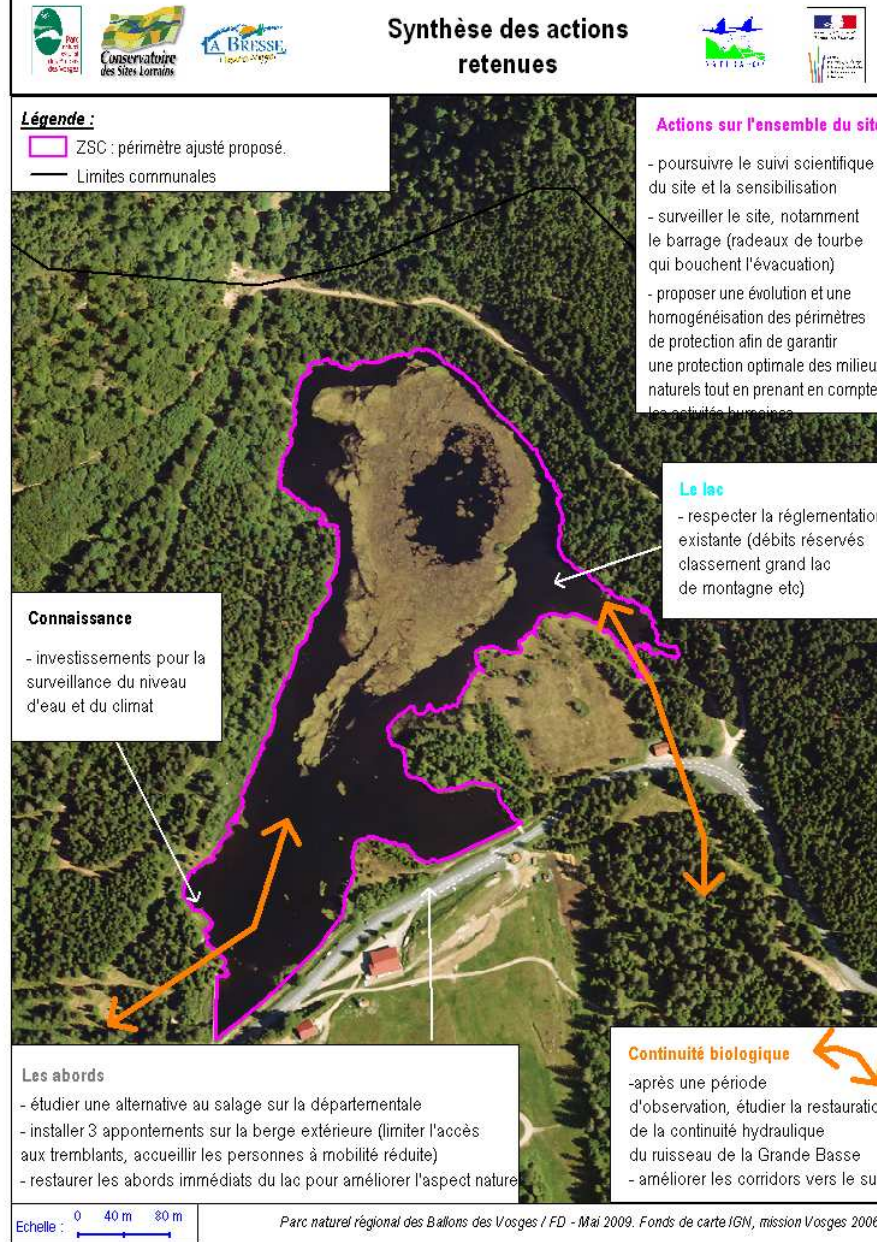 Parc
Conservatoire
des Sites Lorrains
LA BRESSE
Synthèse des actions
retenues
Légende :
ZSC : périmètre ajusté proposé.
Limites communales
Actions sur l'ensemble du site
- poursuivre le suivi scientifique
du site et la sensibilisation
- surveiller le site, notamment
le barrage (radeaux de tourbe
qui bouchent l'évacuation)
- proposer une évolution et une
homogénéisation des périmètres
de protection afin de garantir
une protection optimale des milieu
naturels tout en prenant en compte
les activités humaines
Le lac
- respecter la réglementation
existante (débits réservés
classement grand lac
de montagne etc)
Connaissance
- investissements pour la
surveillance du niveau
d'eau et du climat
Les abords
- étudier une alternative au salage sur la départementale
- installer 3 appontements sur la berge extérieure (limiter l'accès
aux tremblants, accueillir les personnes à mobilité réduite)
- restaurer les abords immédiats du lac pour améliorer l'aspect nature
Continuité biologique
-après une période
d'observation, étudier la restauratio
de la continuité hydraulique
du ruisseau de la Grande Basse
- améliorer les corridors vers le su
Echelle : 0 40 m 80 m
Parc naturel régional des Ballons des Vosges / FD - Mai 2009. Fonds de carte IGN, mission Vosges 2006